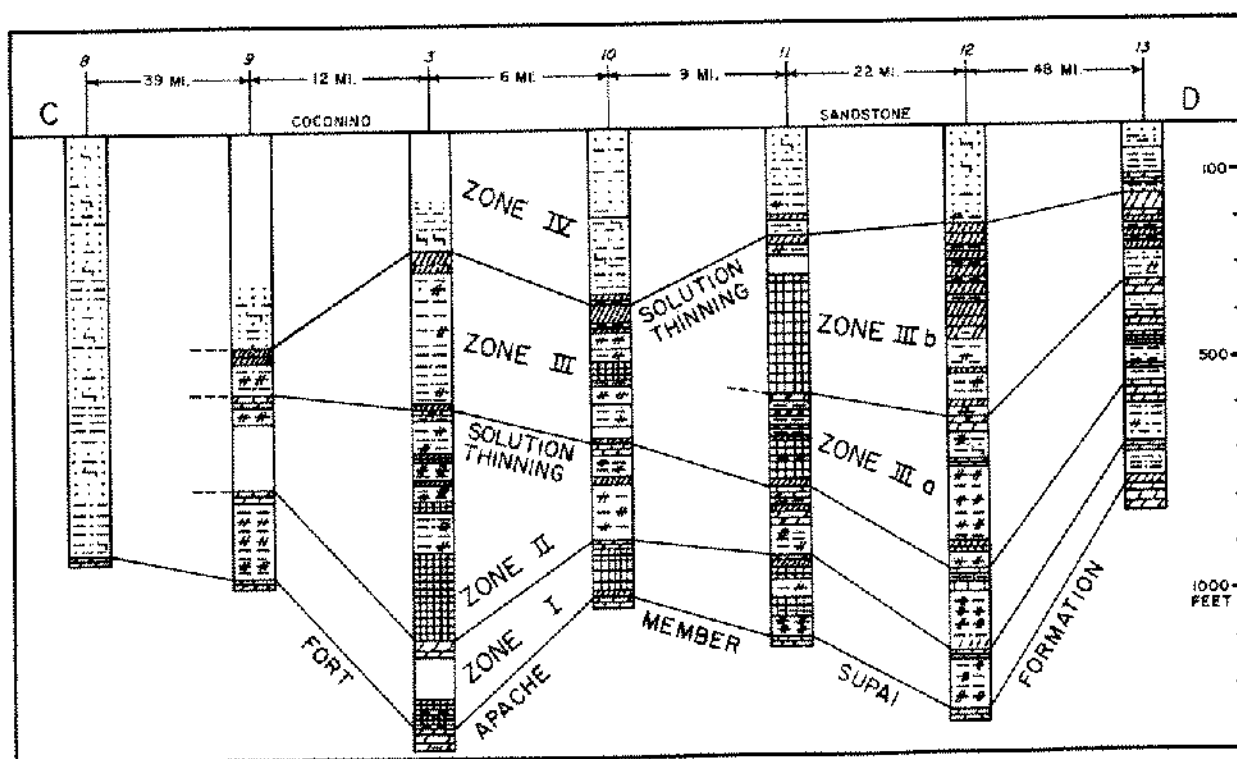 8 9 3 10 11 12 13
39 MI. 12 MI. 6 MI. 9 MI. 22 MI. 48 MI.
C D
COCONINO SANDSTONE
100
ZONE IV
SOLUTION
THINNING
ZONE III
ZONE III b
500
SOLUTION
THINNING
ZONE III a
ZONE II
ZONE I
1000
FEET
FORT
APACHE
MEMBER
SUPAI
FORMATION